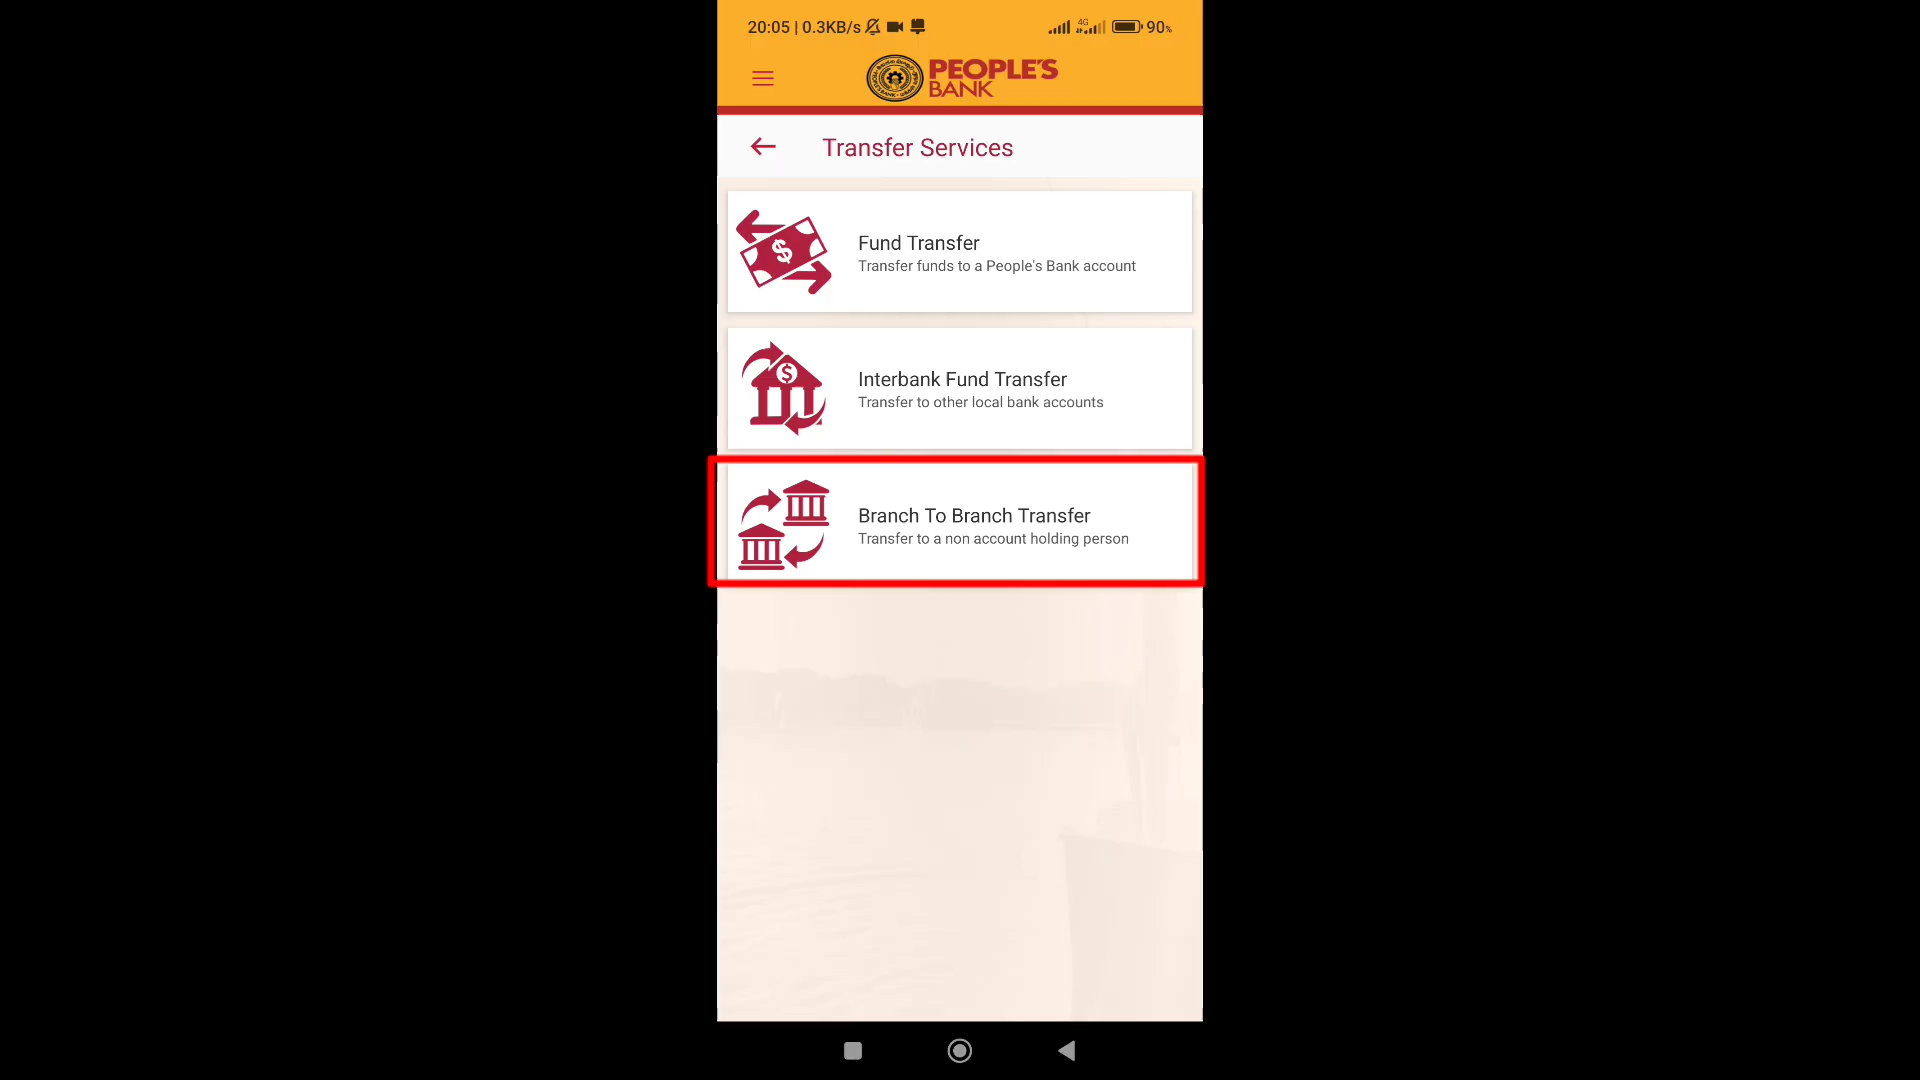 20:05 | 0.3KB/s 4G 90%
PEOPLE'S
BANK
Transfer Services
Fund Transfer
Transfer funds to a People's Bank account
Interbank Fund Transfer
Transfer to other local bank accounts
Branch To Branch Transfer
Transfer to a non account holding person